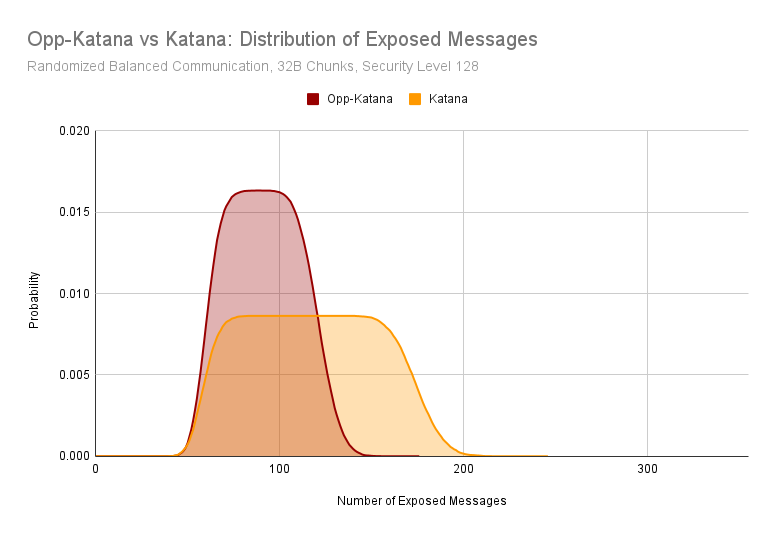 Opp-Katana vs Katana: Distribution of Exposed Messages
Randomized Balanced Communication, 32B Chunks, Security Level 128
Opp-Katana Katana
0.020
0.015
0.010
0.005
0.000
Probability
0 100 200 300
Number of Exposed Messages